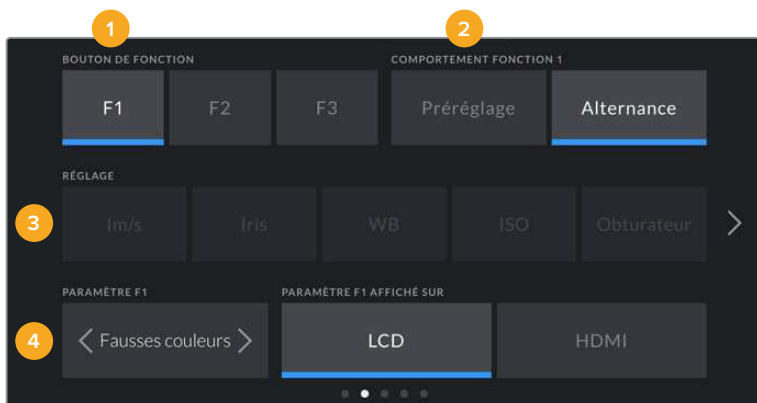 1 2
BOUTON DE FONCTION COMPORTEMENT FONCTION 1
F1 F2 F3 Préréglage Alternance
RÉGLAGE
3 Im/s Iris WB ISO Obturateur
PARAMÈTRE F1 PARAMÈTRE F1 AFFICHÉ SUR
4 Fausses couleurs LCD HDMI